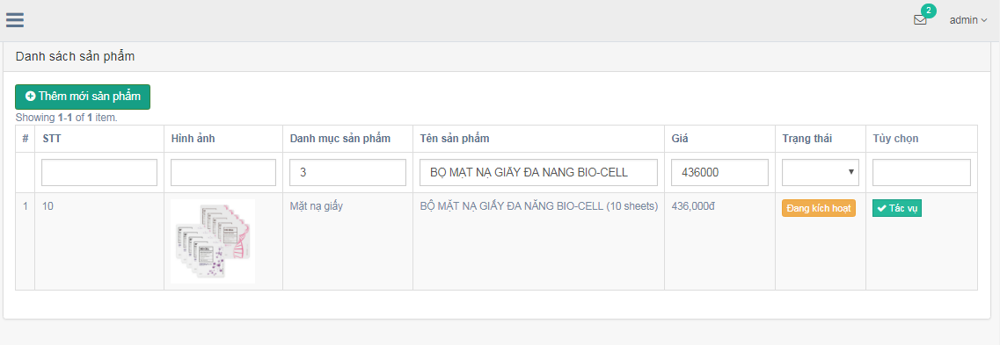 2
admin
Danh sách sản phẩm
Thêm mới sản phẩm
Showing 1-1 of 1 item.
# STT Hình ảnh Danh mục sản phẩm Tên sản phẩm Giá Trạng thái Tùy chọn
3 BỘ MẶT NẠ GIẤY ĐA NĂNG BIO-CELL 436000
1 10 Mặt nạ giấy BỘ MẶT NẠ GIẤY ĐA NĂNG BIO-CELL (10 sheets) 436,000đ Đang kích hoạt Tác vụ